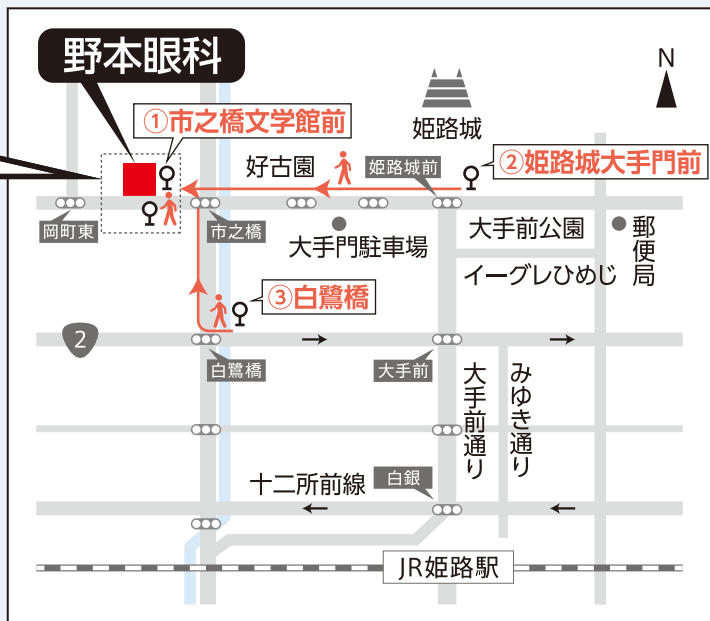 野本眼科
N
①市之橋文学館前
姫路城
好古園
姫路城前
②姫路城大手門前
岡町東
市之橋
大手門駐車場
大手前公園
郵便局
イーグレひめじ
③白鷺橋
2
白鷺橋
大手前
大手前通り
みゆき通り
十二所前線
白銀
JR姫路駅